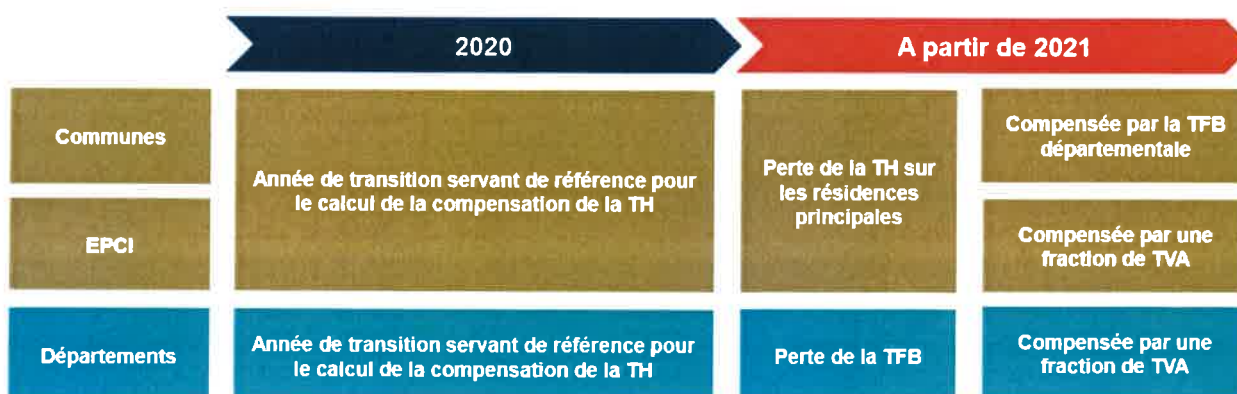 2020
A partir de 2021
Communes
Année de transition servant de référence pour
le calcul de la compensation de la TH
Perte de la TH sur
les résidences
principales
Compensée par la TFB
départementale
EPCI
Compensée par une
fraction de TVA
Départements
Année de transition servant de référence pour
le calcul de la compensation de la TH
Perte de la TFB
Compensée par une
fraction de TVA